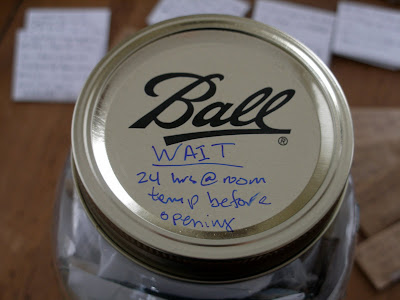 Ball
®
WAIT
24 hrs @ room
temp before
opening